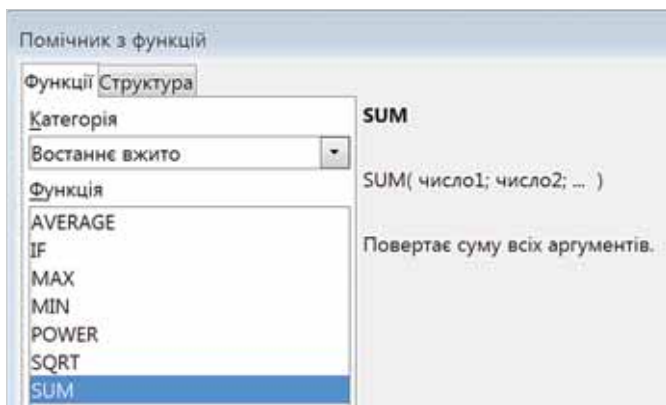 Помічник з функцій
Функції Структура
Категорія
Востаннє вжито
Функція
AVERAGE
IF
MAX
MIN
POWER
SQRT
SUM
SUM
SUM( число1; число2; ... )
Повертає суму всіх аргументів.